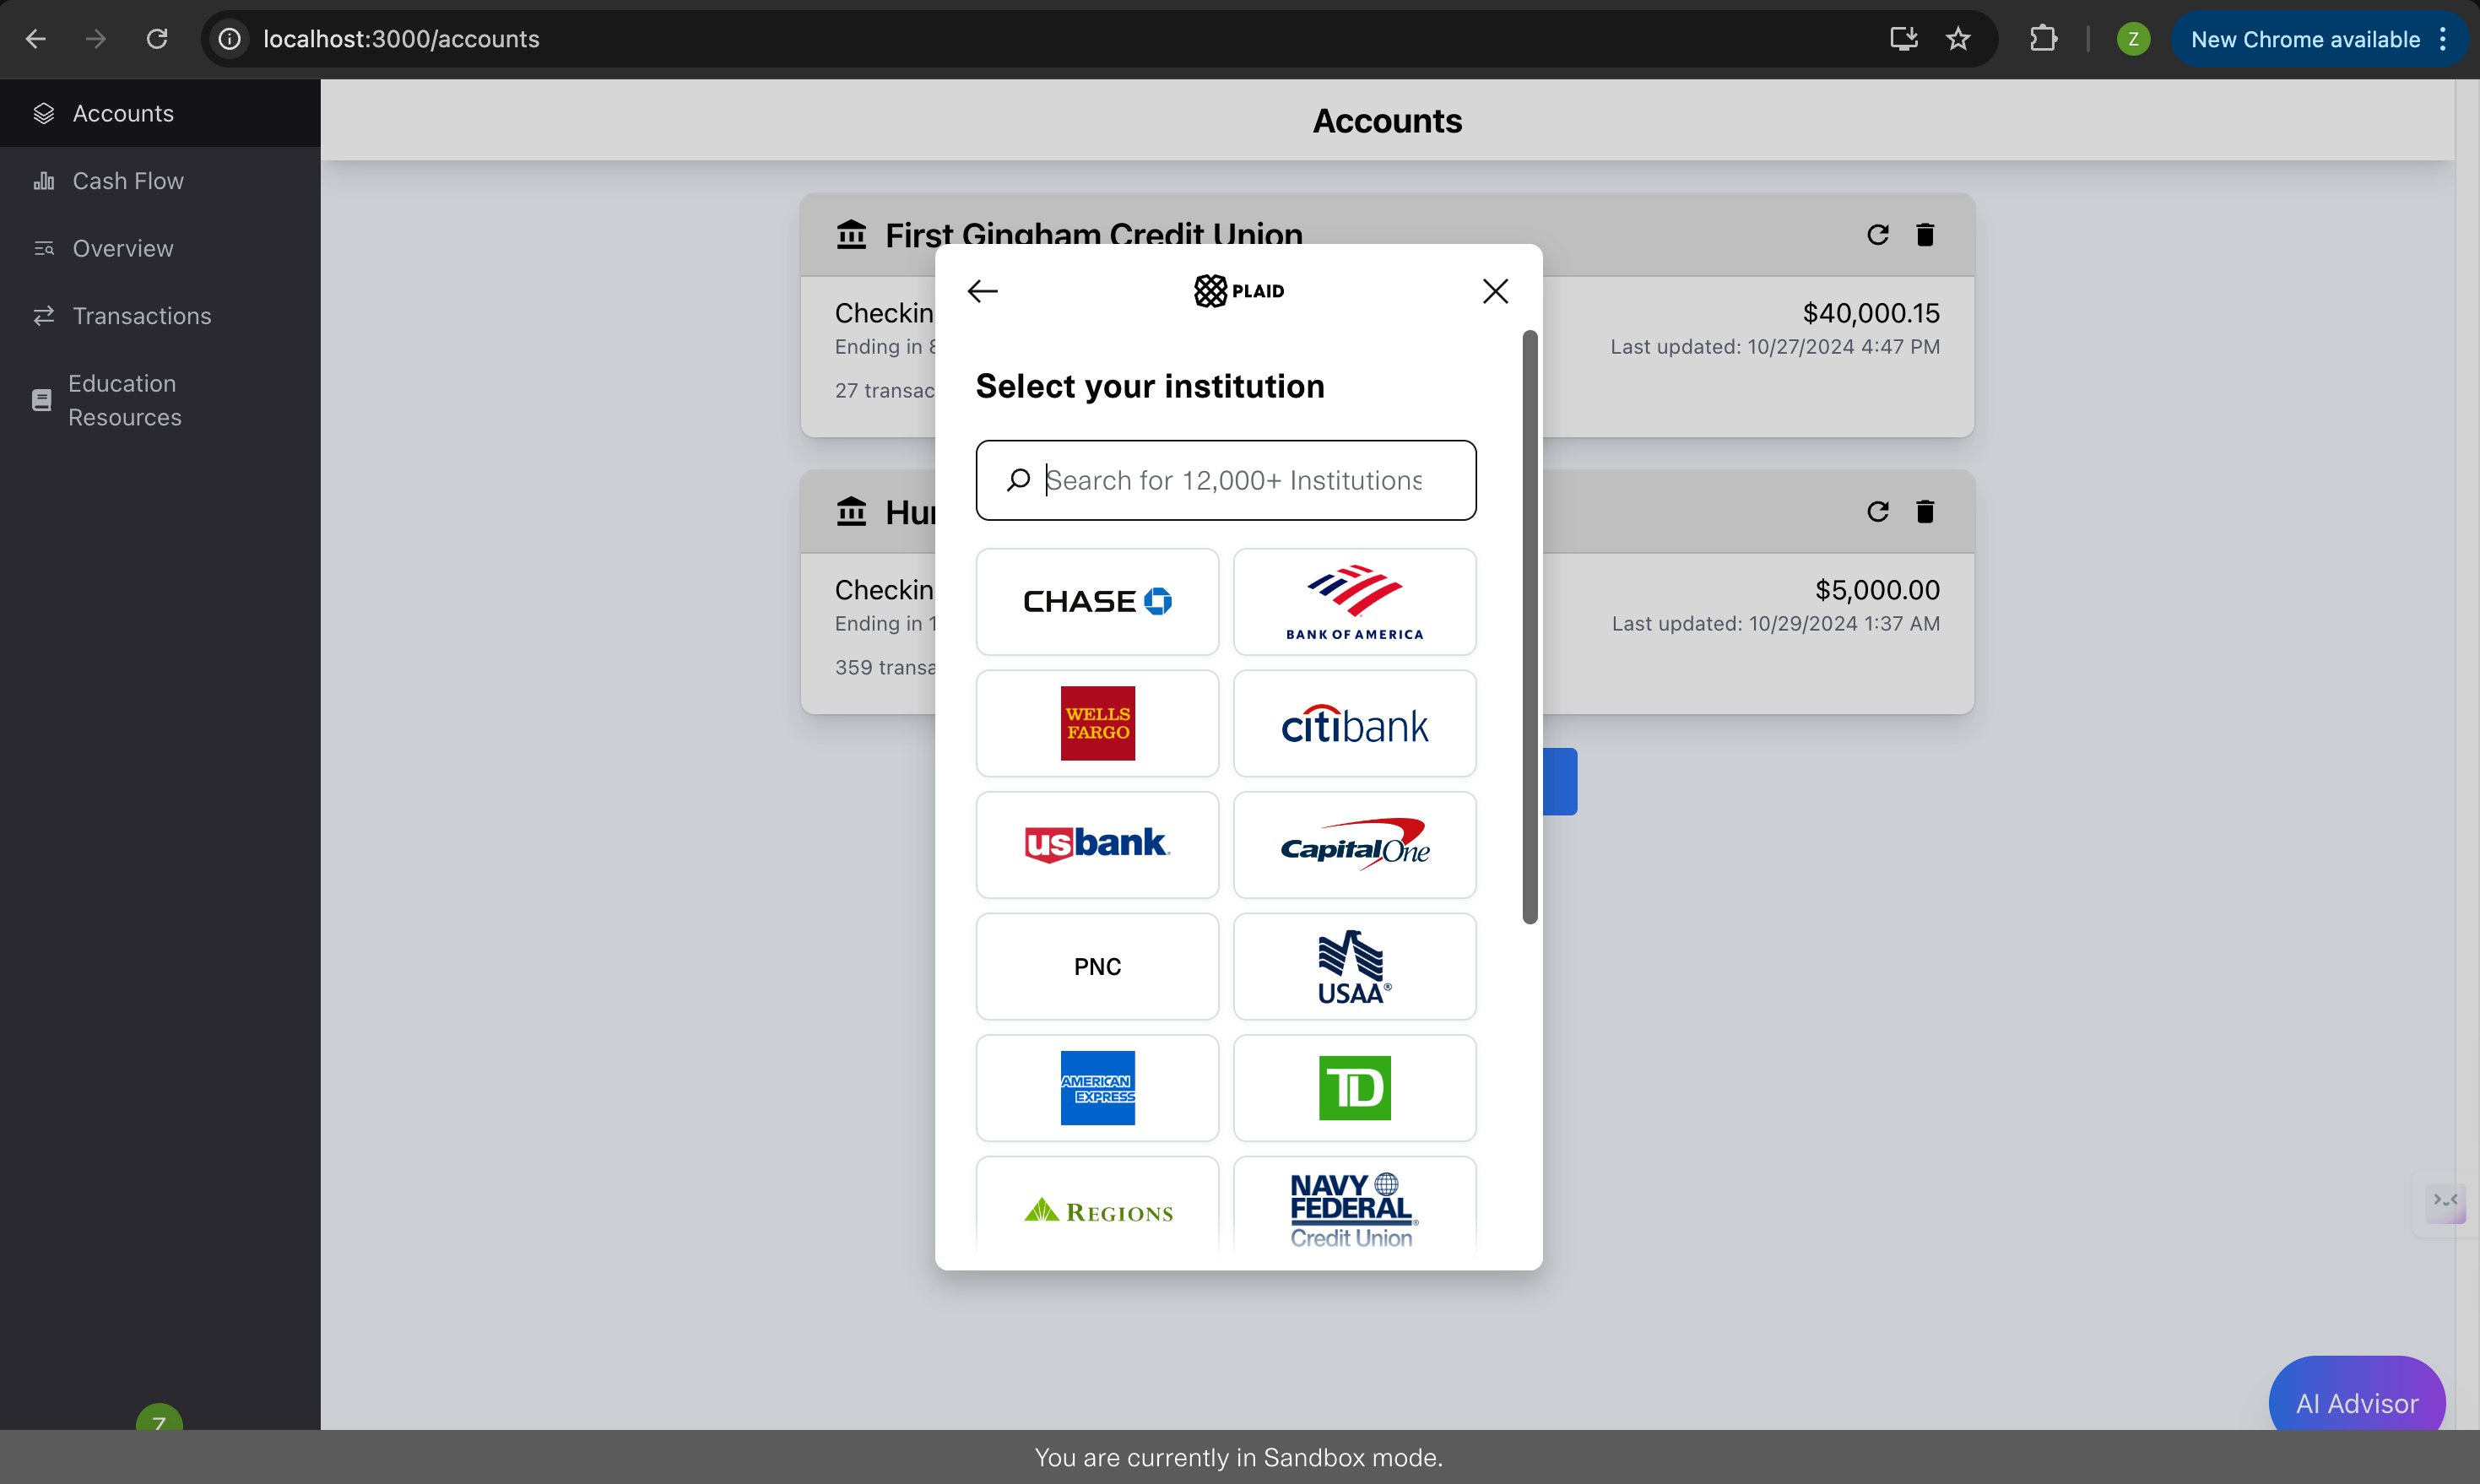 localhost:3000/accounts
Z
New Chrome available
Accounts
Cash Flow
Overview
Transactions
Education
Resources
Z
Accounts
First Gingham Credit Union
Checkin
$40,000.15
Ending in 8
Last updated: 10/27/2024 4:47 PM
27 transac
Hu
Checkin
$5,000.00
Ending in 1
Last updated: 10/29/2024 1:37 AM
359 transa
PLAID
Select your institution
Search for 12,000+ Institutions
CHASE
BANK OF AMERICA
WELLS
FARGO
citibank
usbank.
Capital One
PNC
USAA®
AMERICAN
EXPRESS
TD
REGIONS
NAVY
FEDERAL®
Credit Union
AI Advisor
You are currently in Sandbox mode.